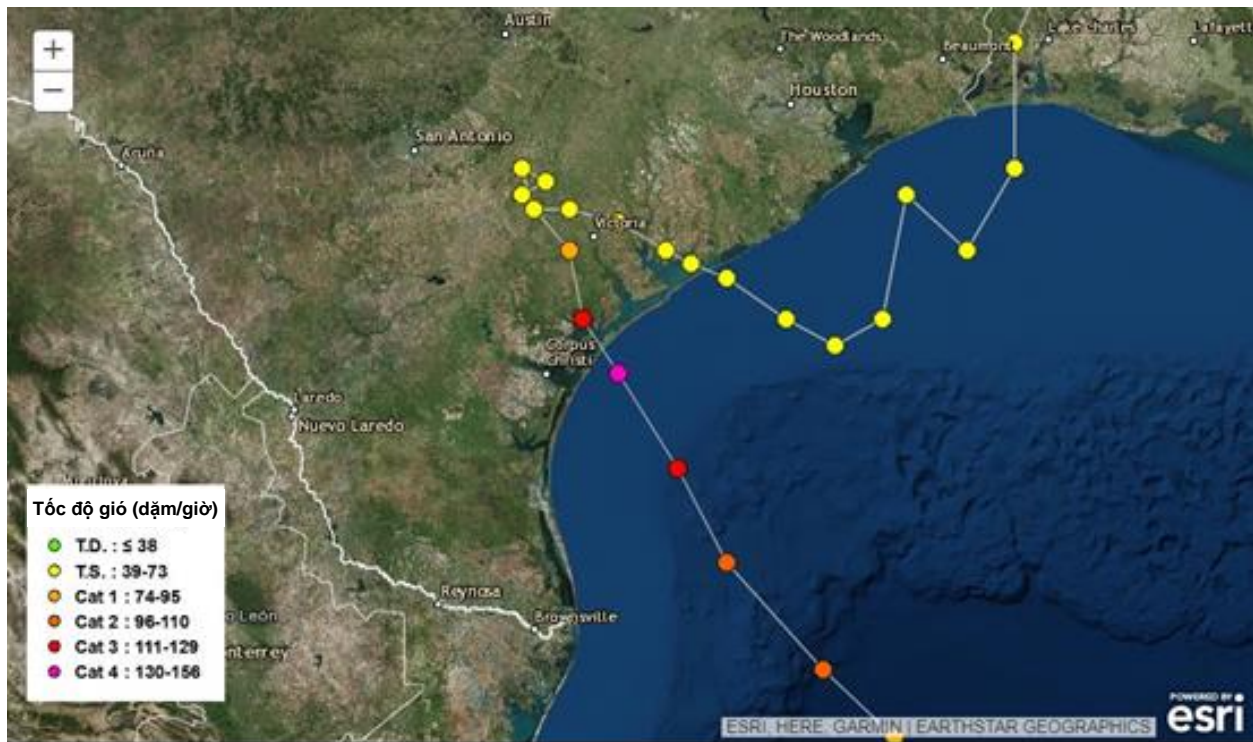 +
−
Austin
Lake Charles
Lafayett
The Woodlands
Beaumont
Houston
San Antonio
Acuña
Victoria
Corpus
Christi
Laredo
Nuevo Laredo
Tốc độ gió (dặm/giờ)
T.D. : ≤ 38
T.S. : 39-73
Cat 1 : 74-95
Cat 2 : 96-110
Cat 3 : 111-129
Cat 4 : 130-156
Reynosa
Brownsville
o León
nterrey
ESRI, HERE, GARMIN | EARTHSTAR GEOGRAPHICS
POWERED BY
esri